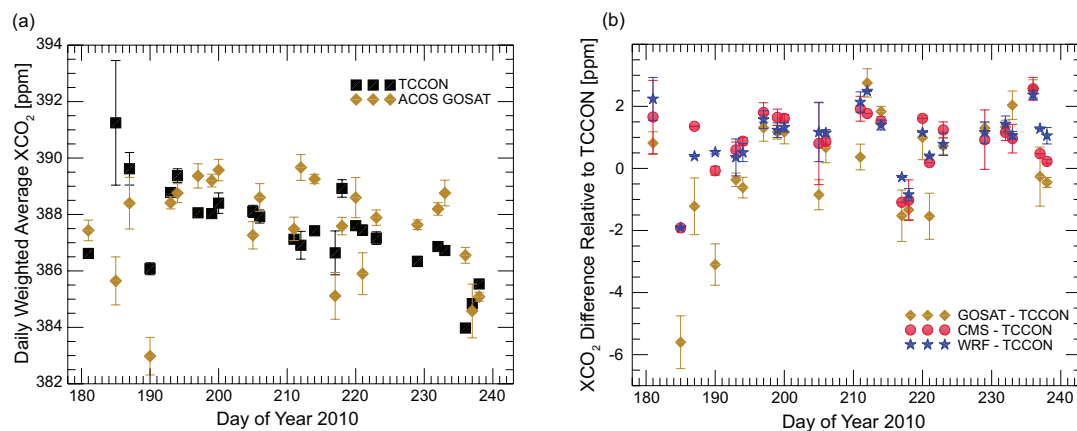 (a)
394
392
390
388
386
384
382
Daily Weighted Average XCO₂ [ppm]
TCCON
ACOS GOSAT
180 190 200 210 220 230 240
Day of Year 2010
(b)
2
0
-2
-4
-6
XCO₂ Difference Relative to TCCON [ppm]
GOSAT - TCCON
CMS - TCCON
WRF - TCCON
180 190 200 210 220 230 240
Day of Year 2010